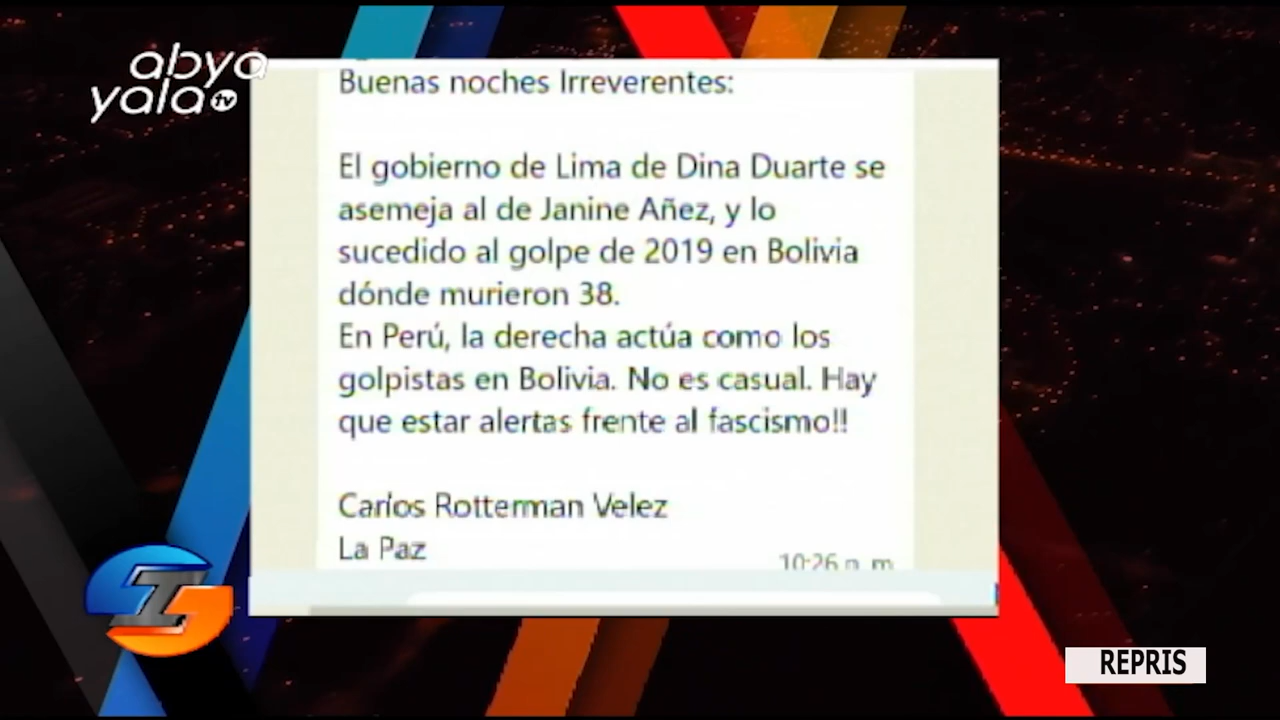 abya
yala tv
Buenas noches Irreverentes:
El gobierno de Lima de Dina Duarte se
asemeja al de Janine Añez, y lo
sucedido al golpe de 2019 en Bolivia
dónde murieron 38.
En Perú, la derecha actúa como los
golpistas en Bolivia. No es casual. Hay
que estar alertas frente al fascismo!!
Carlos Rotterman Velez
La Paz
10:26 p. m.
REPRIS